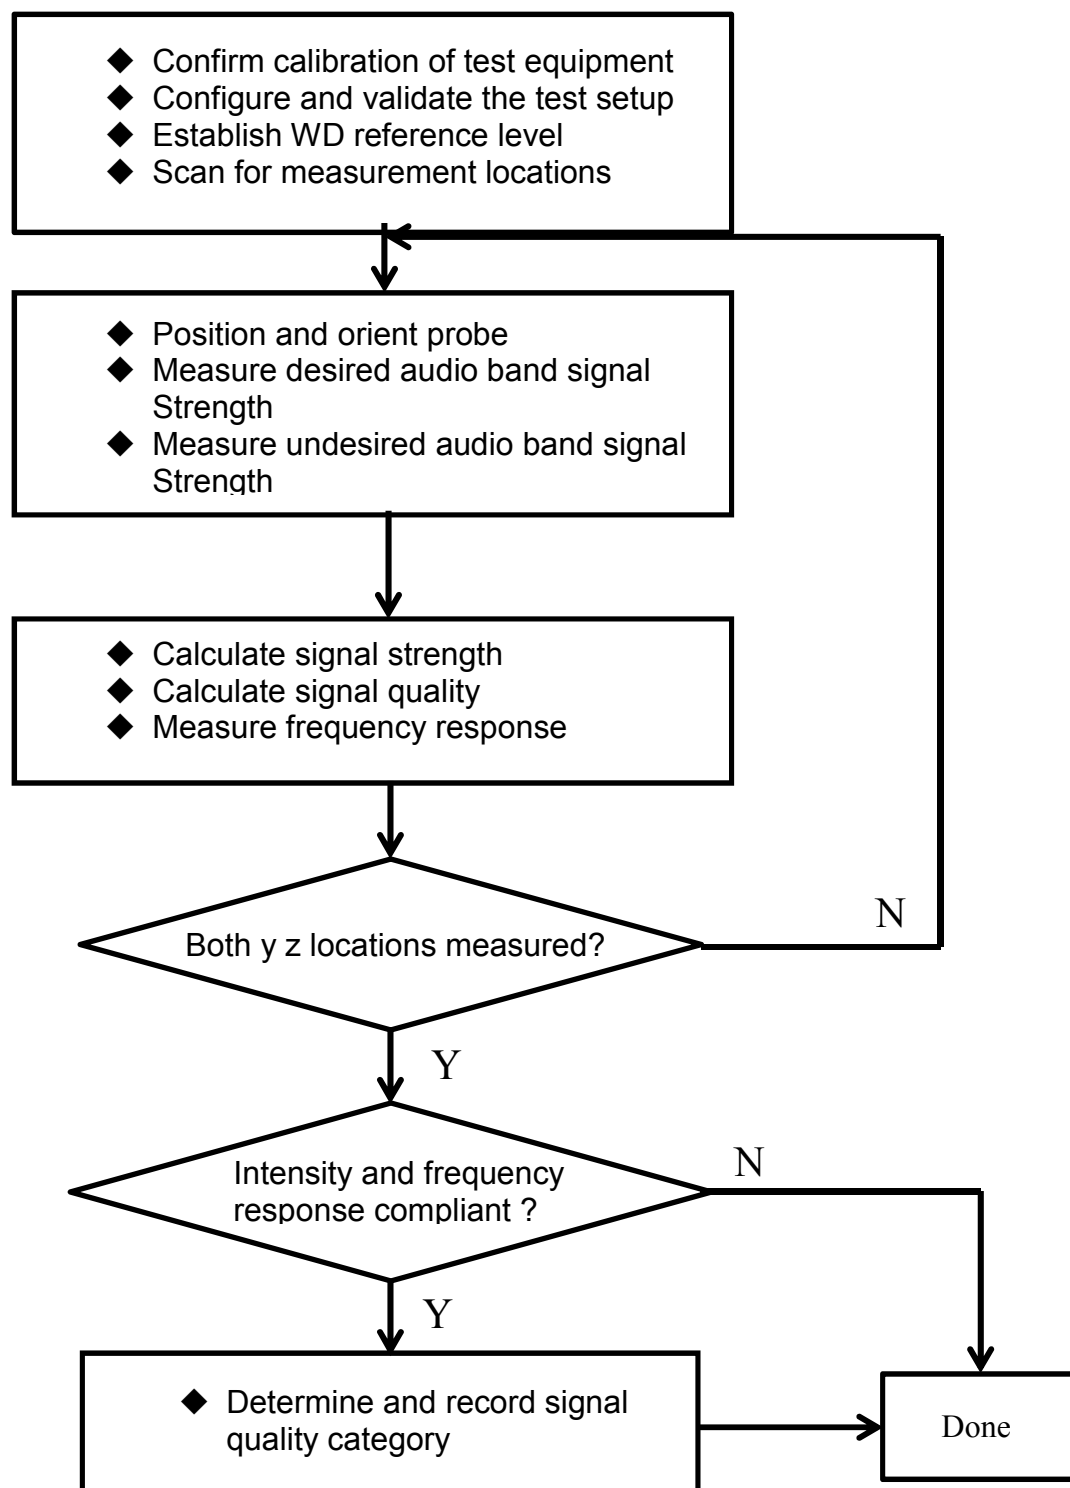 ◆ Confirm calibration of test equipment
◆ Configure and validate the test setup
◆ Establish WD reference level
◆ Scan for measurement locations
◆ Position and orient probe
◆ Measure desired audio band signal
Strength
◆ Measure undesired audio band signal
Strength
◆ Calculate signal strength
◆ Calculate signal quality
◆ Measure frequency response
Both y z locations measured?
N
Y
Intensity and frequency
response compliant ?
N
Y
◆ Determine and record signal
quality category
Done